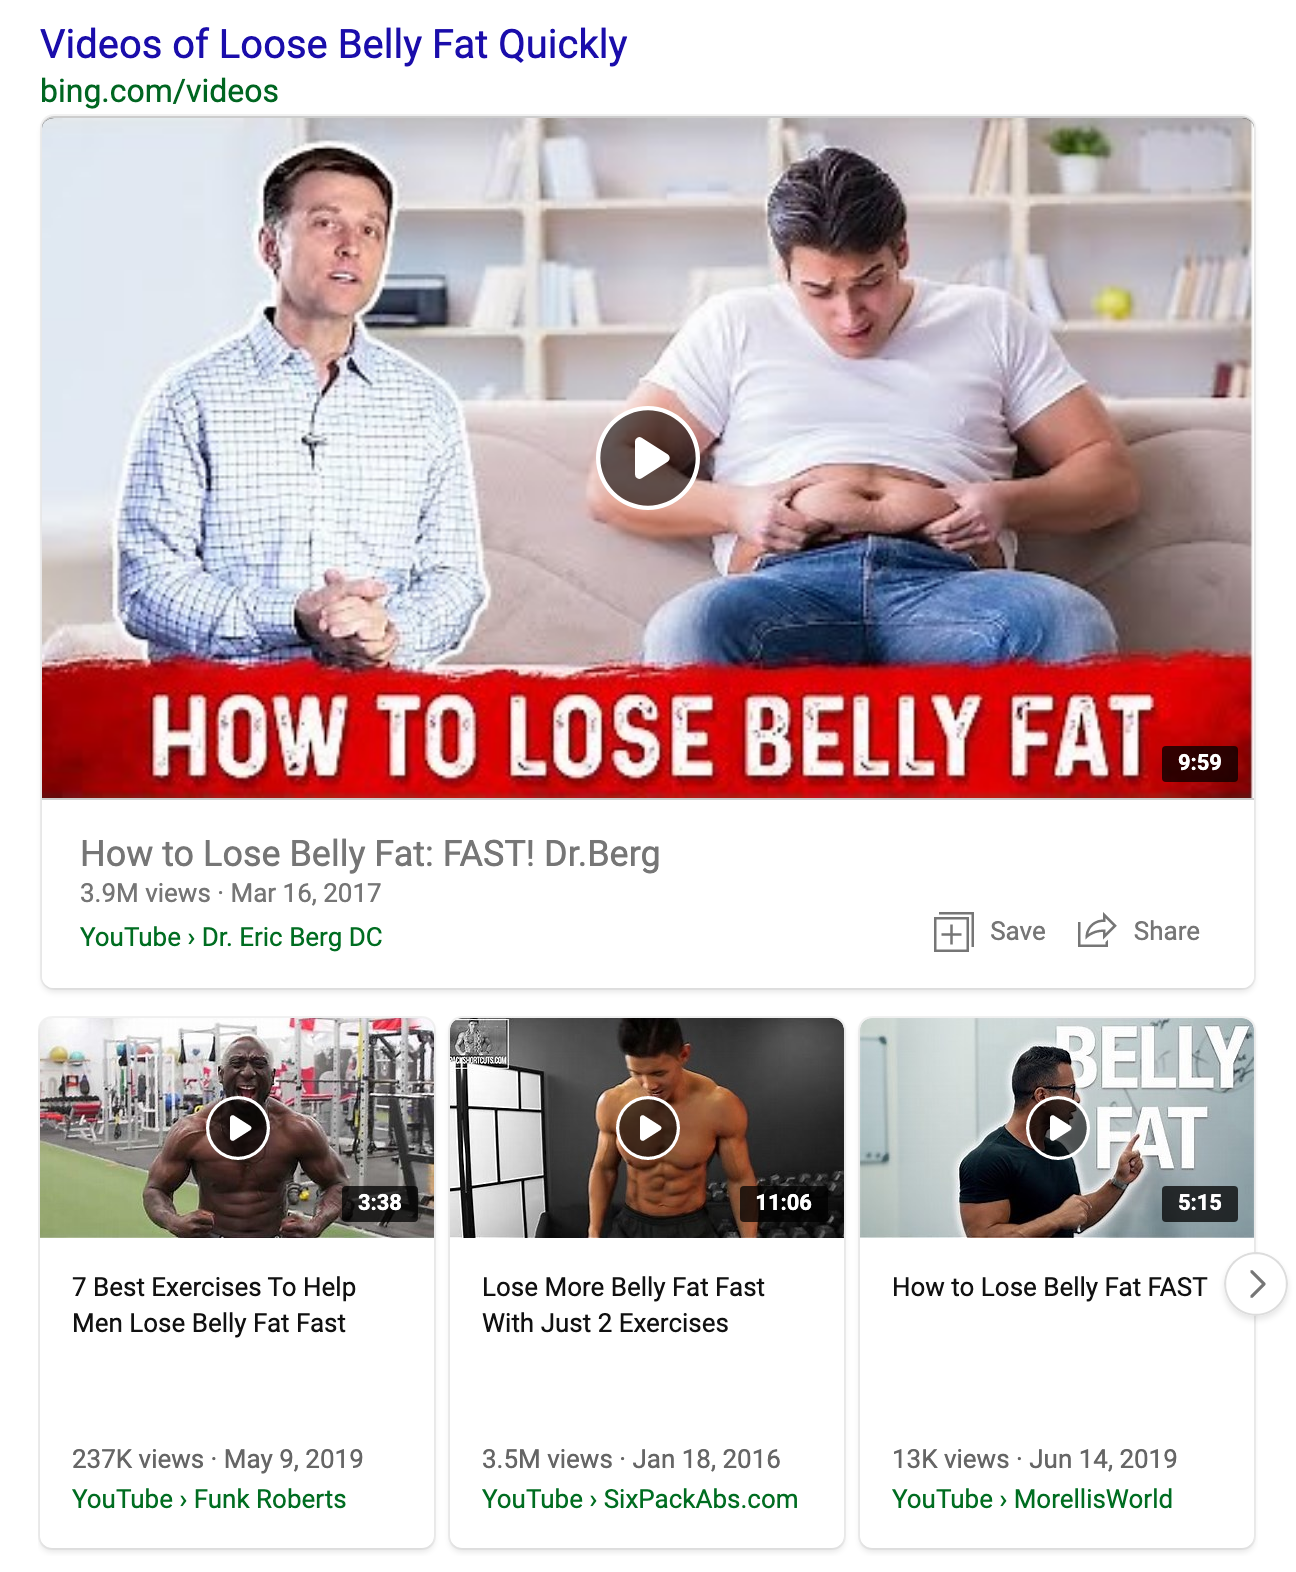 Videos of Loose Belly Fat Quickly
bing.com/videos
HOW TO LOSE BELLY FAT
9:59
How to Lose Belly Fat: FAST! Dr.Berg
3.9M views · Mar 16, 2017
YouTube › Dr. Eric Berg DC
Save
Share
3:38
7 Best Exercises To Help
Men Lose Belly Fat Fast
237K views · May 9, 2019
YouTube › Funk Roberts
11:06
Lose More Belly Fat Fast
With Just 2 Exercises
3.5M views · Jan 18, 2016
YouTube › SixPackAbs.com
BELLY
FAT
5:15
How to Lose Belly Fat FAST
13K views · Jun 14, 2019
YouTube › MorellisWorld